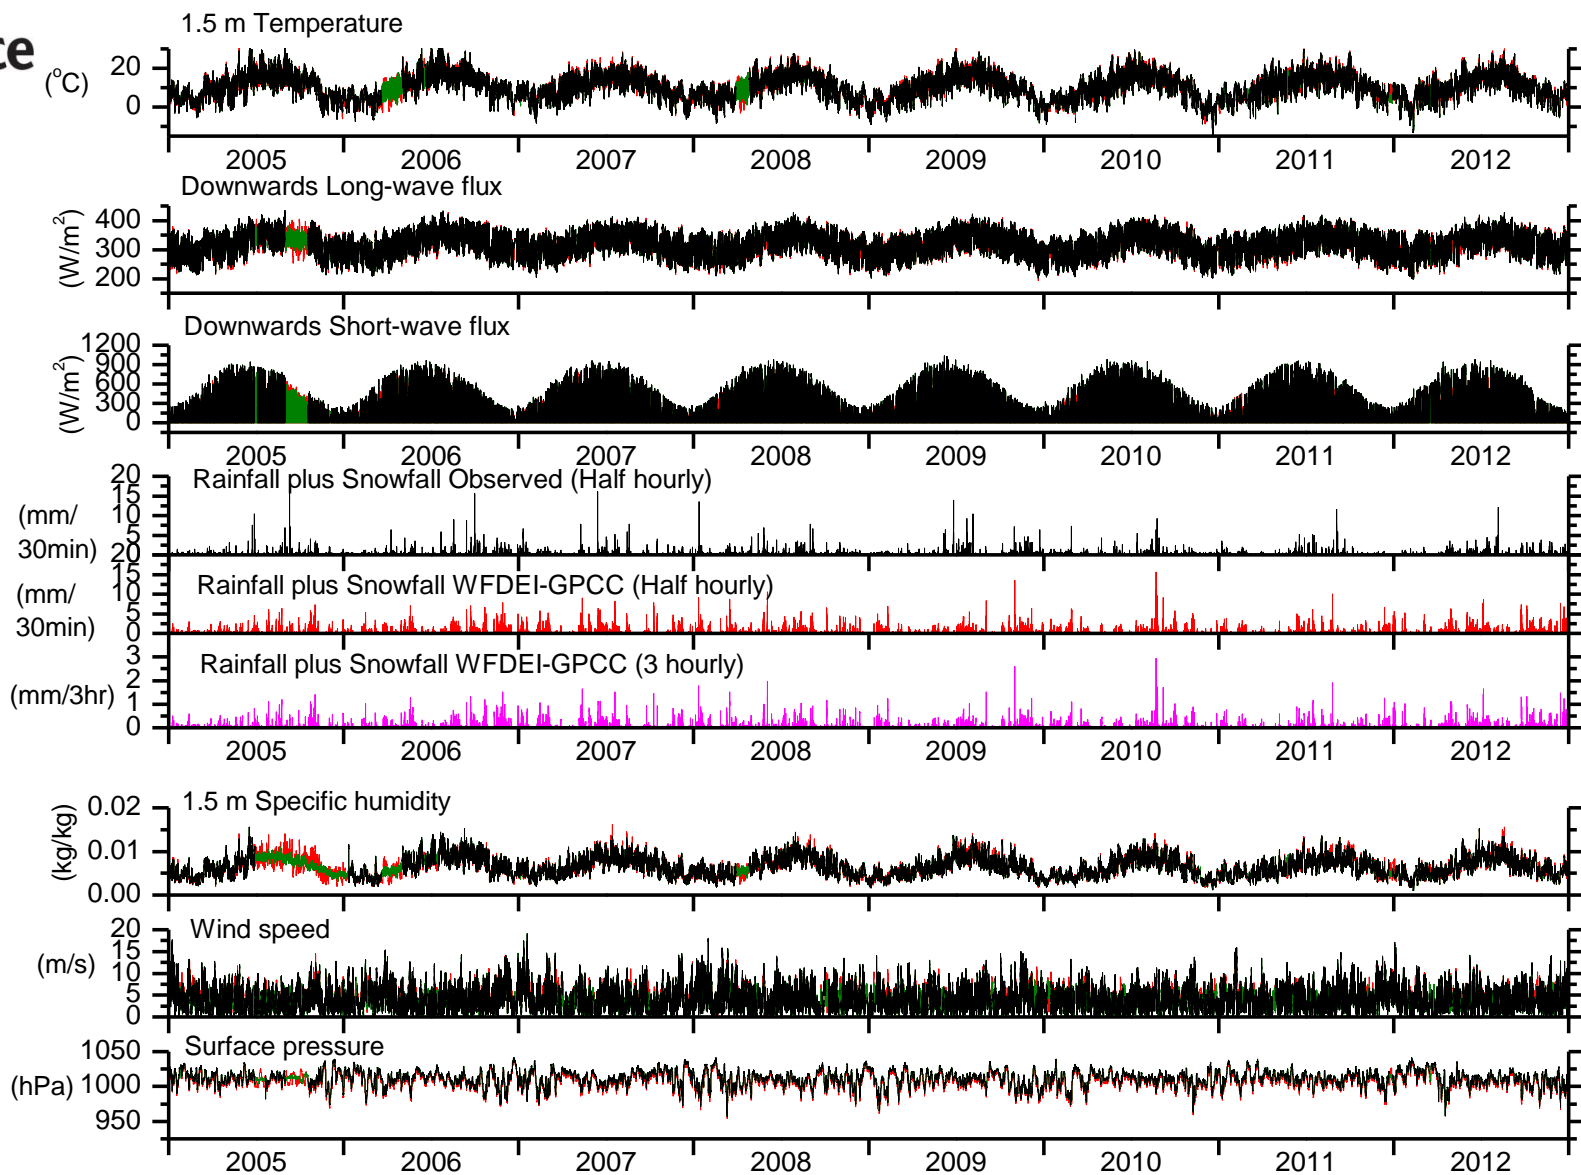 ce
1.5 m Temperature
(°C)
20
0
2005 2006 2007 2008 2009 2010 2011 2012
Downwards Long-wave flux
(W/m²)
400
300
200
Downwards Short-wave flux
(W/m²)
1200
900
600
300
0
2005 2006 2007 2008 2009 2010 2011 2012
Rainfall plus Snowfall Observed (Half hourly)
(mm/
30min)
20
15
10
5
0
Rainfall plus Snowfall WFDEI-GPCC (Half hourly)
(mm/
30min)
20
15
10
5
0
Rainfall plus Snowfall WFDEI-GPCC (3 hourly)
(mm/3hr)
3
2
1
0
2005 2006 2007 2008 2009 2010 2011 2012
1.5 m Specific humidity
(kg/kg)
0.02
0.01
0.00
Wind speed
(m/s)
20
15
10
5
0
Surface pressure
(hPa)
1050
1000
950
2005 2006 2007 2008 2009 2010 2011 2012